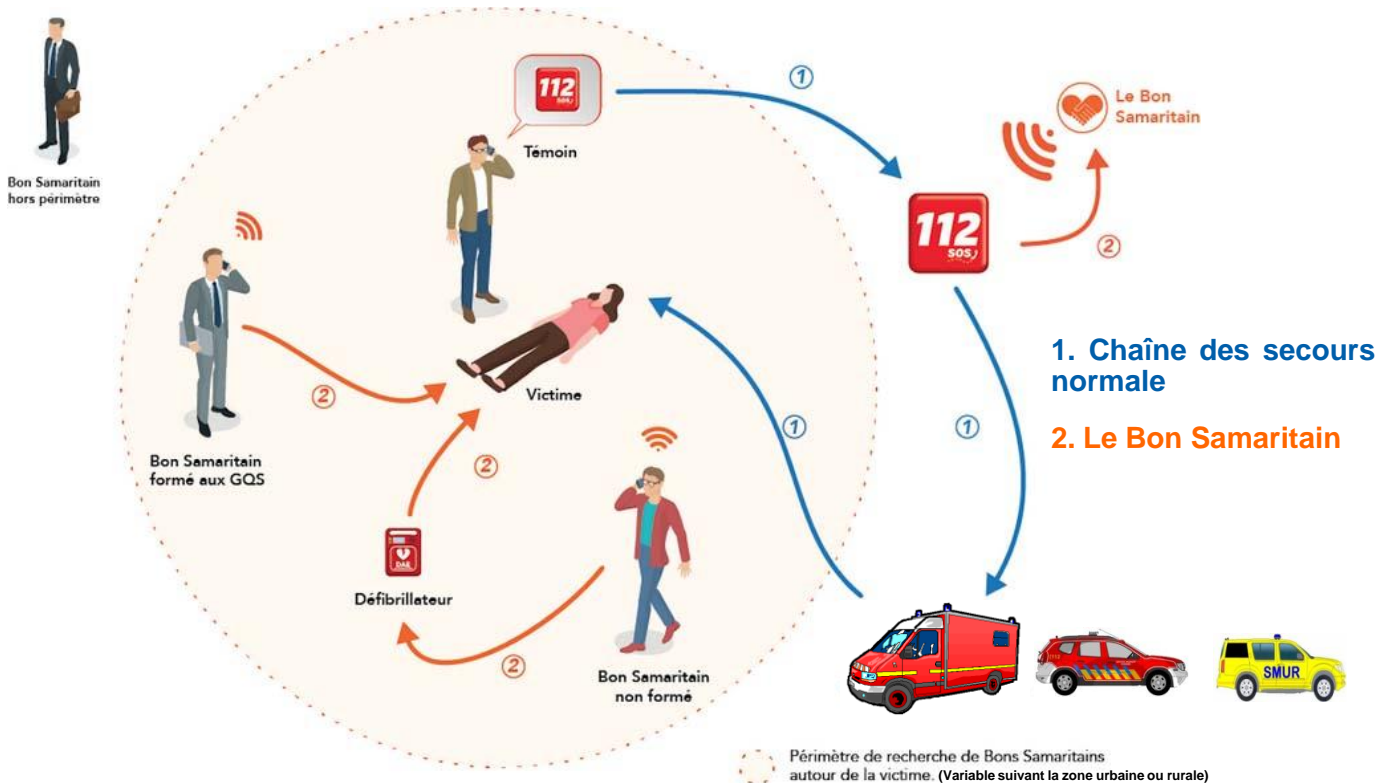 Bon Samaritain
hors périmètre
112
SOS
Témoin
1
Le Bon
Samaritain
112
SOS
2
Bon Samaritain
formé aux GQS
2
Victime
1
1
1. Chaîne des secours
normale
2. Le Bon Samaritain
2
DAE
Défibrillateur
2
Bon Samaritain
non formé
SMUR
Périmètre de recherche de Bons Samaritains
autour de la victime. (Variable suivant la zone urbaine ou rurale)